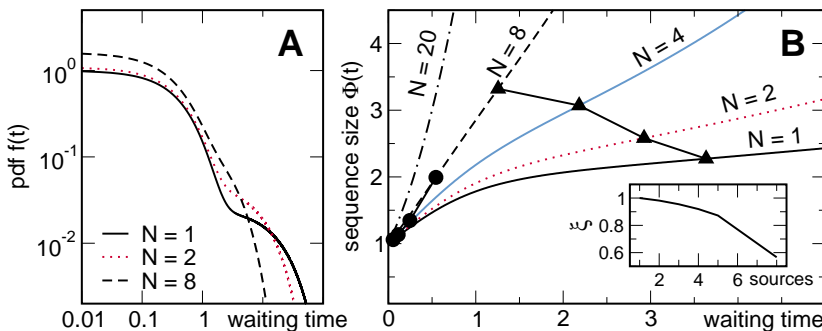 A
10^0
10^-1
10^-2
pdf f(t)
N = 1
N = 2
N = 8
0.01 0.1 1 waiting time
B
4
3
2
1
sequence size Φ(t)
N = 20
N = 8
N = 4
N = 2
N = 1
1
0.8
0.6
ξ
2 4 6 sources
0 0.5 1 2 3 waiting time